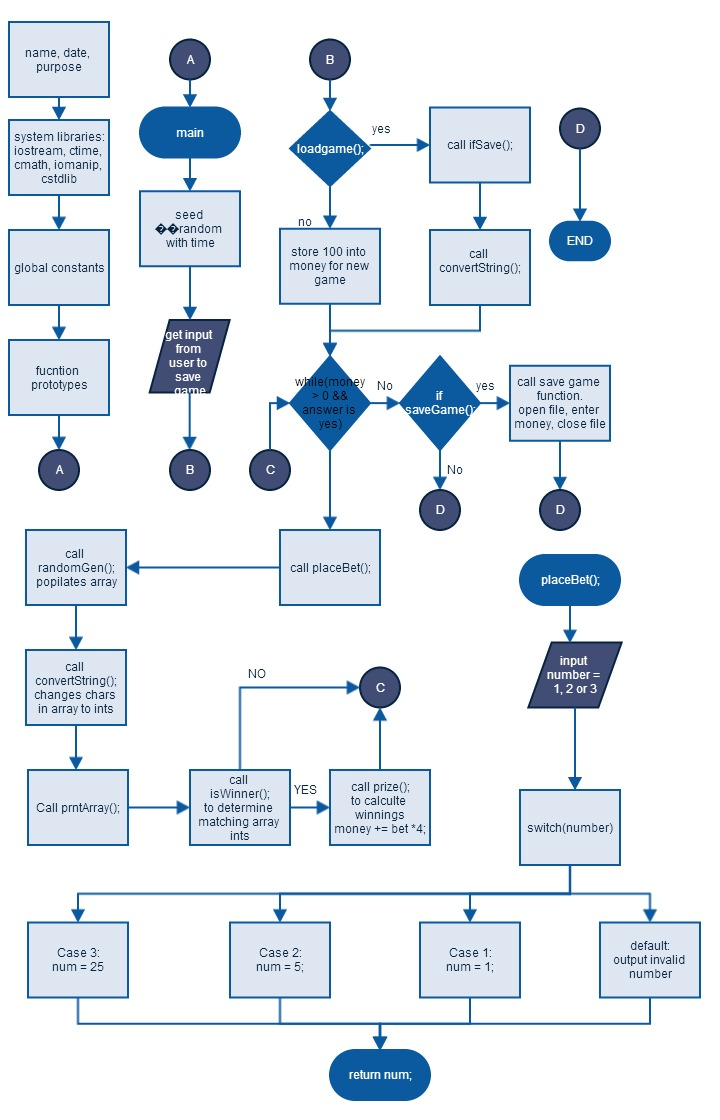 name, date,
purpose
system libraries:
iostream, ctime,
cmath, iomanip,
cstdlib
global constants
fucntion
prototypes
A
A
main
seed
��random
with time
get input
from
user to
save
game
B
B
loadgame();
yes
call ifSave();
no
store 100 into
money for new
game
call
convertString();
D
END
while(money
> 0 &&
answer is
yes)
No
if
saveGame();
yes
call save game
function.
open file, enter
money, close file
C
No
D
D
call placeBet();
call
randomGen();
popilates array
call
convertString();
changes chars
in array to ints
Call prntArray();
call
isWinner();
to determine
matching array
ints
NO
YES
call prize();
to calculte
winnings
money += bet *4;
C
placeBet();
input
number =
1, 2 or 3
switch(number)
Case 3:
num = 25
Case 2:
num = 5;
Case 1:
num = 1;
default:
output invalid
number
return num;